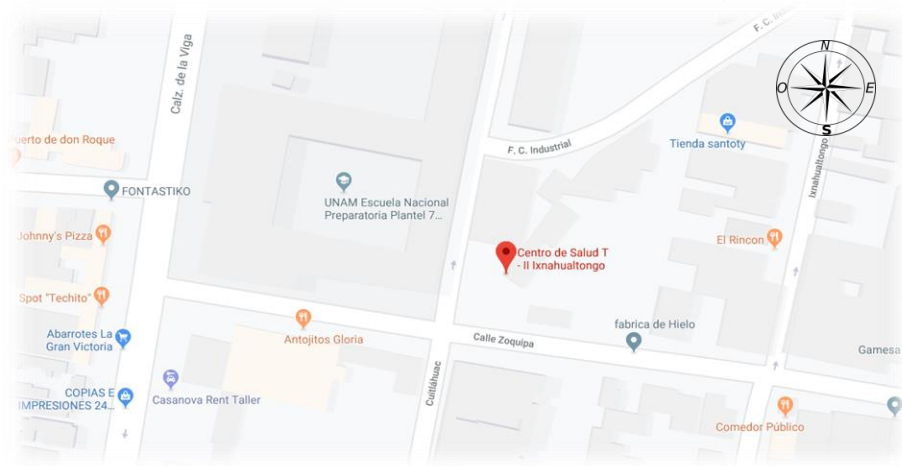 F. C. In
N
O
E
S
Calz. de la Viga
uerto de don Roque
Tienda santoty
F. C. Industrial
Ixnahualtongo
FONTASTIKO
UNAM Escuela Nacional
Preparatoria Plantel 7...
Johnny's Pizza
El Rincon
Centro de Salud T
- II Ixnahualtongo
Spot "Techito"
Abarrotes La
Gran Victoria
Antojitos Gloria
Calle Zoquipa
fabrica de Hielo
Gamesa
Cuitláhuac
COPIAS E
IMPRESIONES 24...
Casanova Rent Taller
Comedor Público